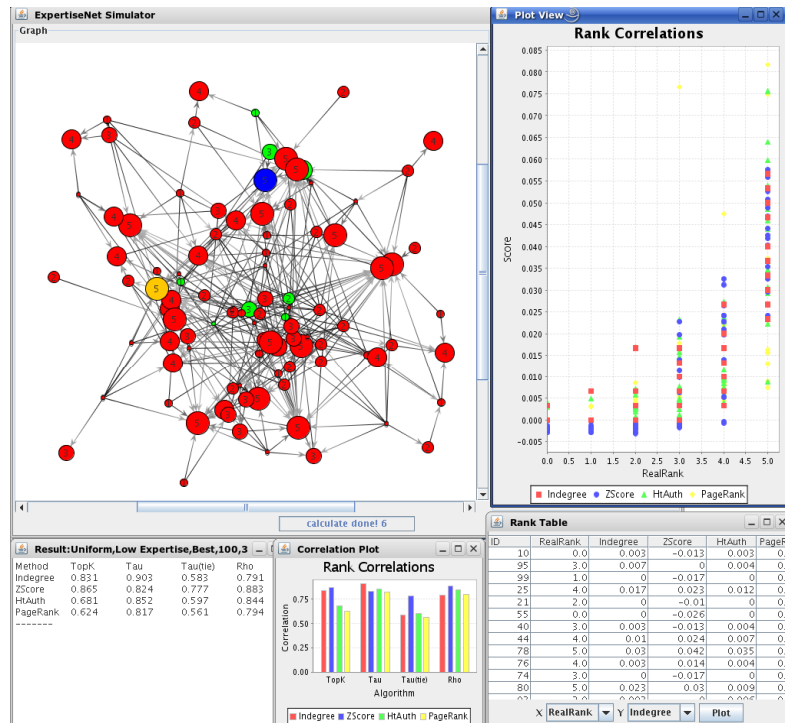 ExpertiseNet Simulator
Graph
calculate done! 6
Plot View
Rank Correlations
0.085
0.080
0.075
0.070
0.065
0.060
0.055
0.050
0.045
0.040
0.035
0.030
0.025
0.020
0.015
0.010
0.005
0.000
-0.005
Score
0.0 0.5 1.0 1.5 2.0 2.5 3.0 3.5 4.0 4.5 5.0
RealRank
Indegree ZScore HtAuth PageRank
Result:Uniform,Low Expertise,Best,100,3
Method TopK Tau Tau(tie) Rho
Indegree 0.831 0.903 0.583 0.791
ZScore 0.865 0.824 0.777 0.883
HtAuth 0.681 0.852 0.597 0.844
PageRank 0.624 0.817 0.561 0.794
-------
Correlation Plot
Rank Correlations
0.75
0.50
0.25
0.00
Correlation
TopK Tau Tau(tie) Rho
Algorithm
Indegree ZScore HtAuth PageRank
Rank Table
ID RealRank Indegree ZScore HtAuth PageR
10 0.0 0.003 -0.013 0.003 0.
95 3.0 0.007 0 0.004 0.
99 1.0 0 -0.017 0 0.
25 4.0 0.017 0.023 0.012 0.
21 2.0 0 -0.01 0 0.
55 0.0 0 -0.026 0 0.
40 3.0 0.003 -0.013 0.004 0.
44 4.0 0.01 0.024 0.007 0.
78 5.0 0.03 0.042 0.035 0.
76 4.0 0.003 0.014 0.004 0.
74 3.0 0 -0.017 0 0.
80 5.0 0.023 0.03 0.009 0.
X RealRank Y Indegree Plot